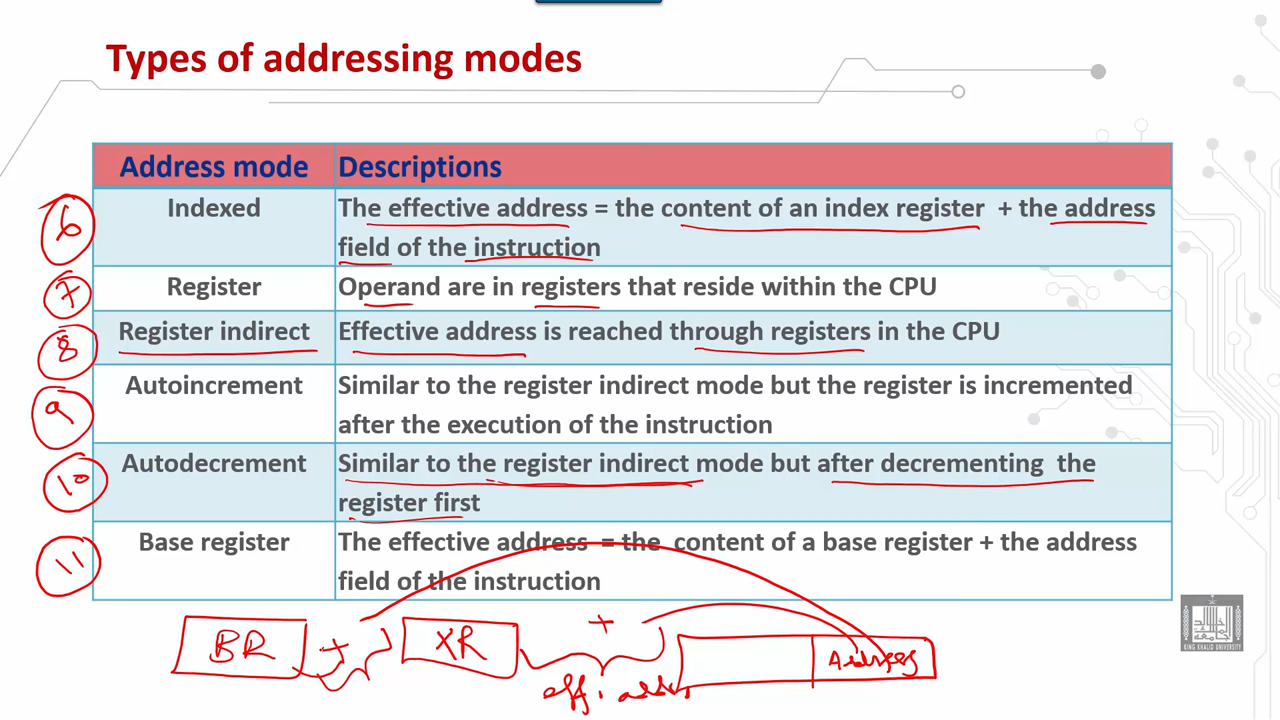 Types of addressing modes
Address mode Descriptions
6 Indexed The effective address = the content of an index register + the address
field of the instruction
7 Register Operand are in registers that reside within the CPU
8 Register indirect Effective address is reached through registers in the CPU
9 Autoincrement Similar to the register indirect mode but the register is incremented
after the execution of the instruction
10 Autodecrement Similar to the register indirect mode but after decrementing the
register first
11 Base register The effective address = the content of a base register + the address
field of the instruction
BR + XR + Address
effi.
KING KHALID UNIVERSITY